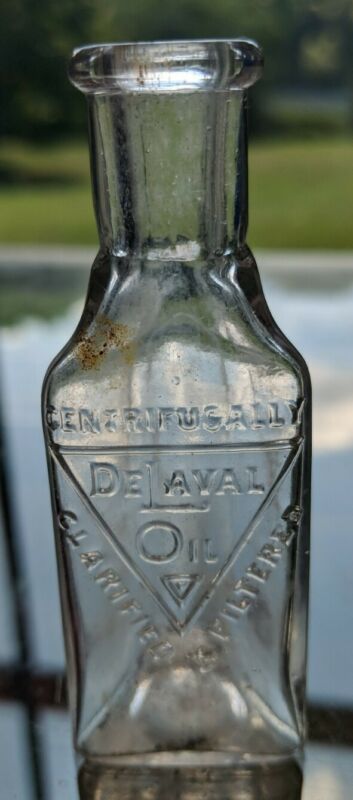 CENTRIFUGALLY
DELAVAL
OIL
CLARIFIED & FILTERED